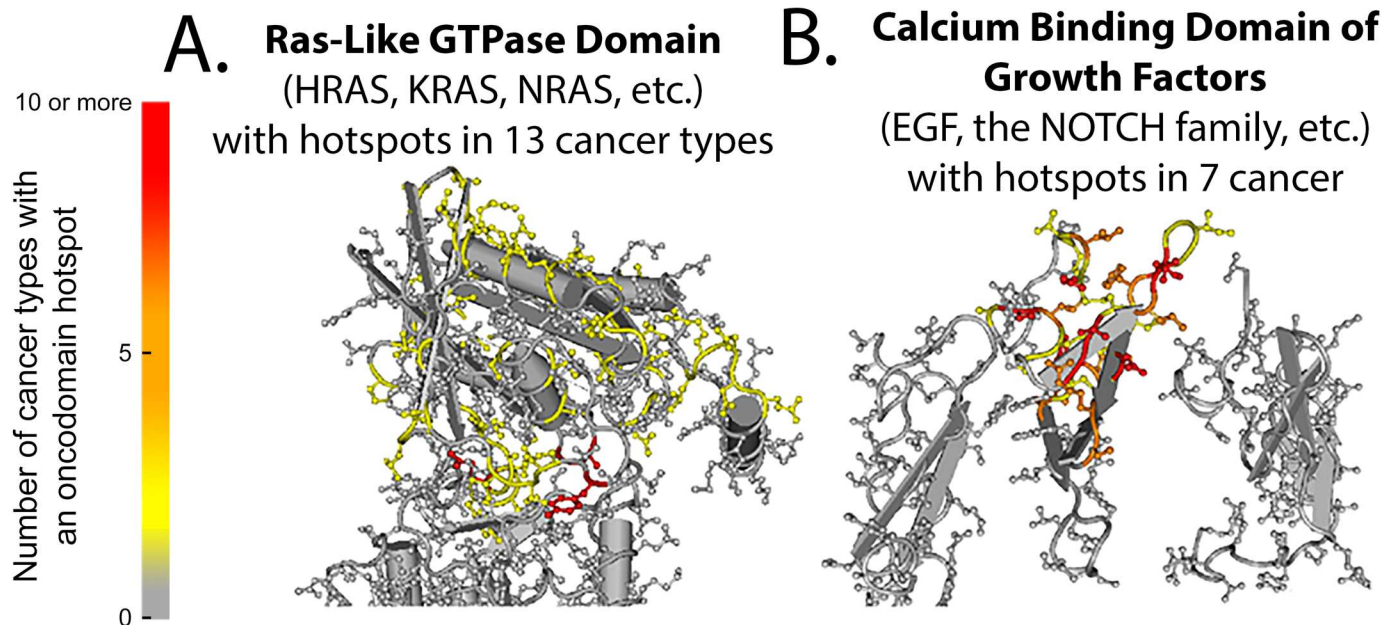 A.
Ras-Like GTPase Domain
(HRAS, KRAS, NRAS, etc.)
with hotspots in 13 cancer types
B.
Calcium Binding Domain of
Growth Factors
(EGF, the NOTCH family, etc.)
with hotspots in 7 cancer
Number of cancer types with
an oncodomain hotspot
10 or more
5
0